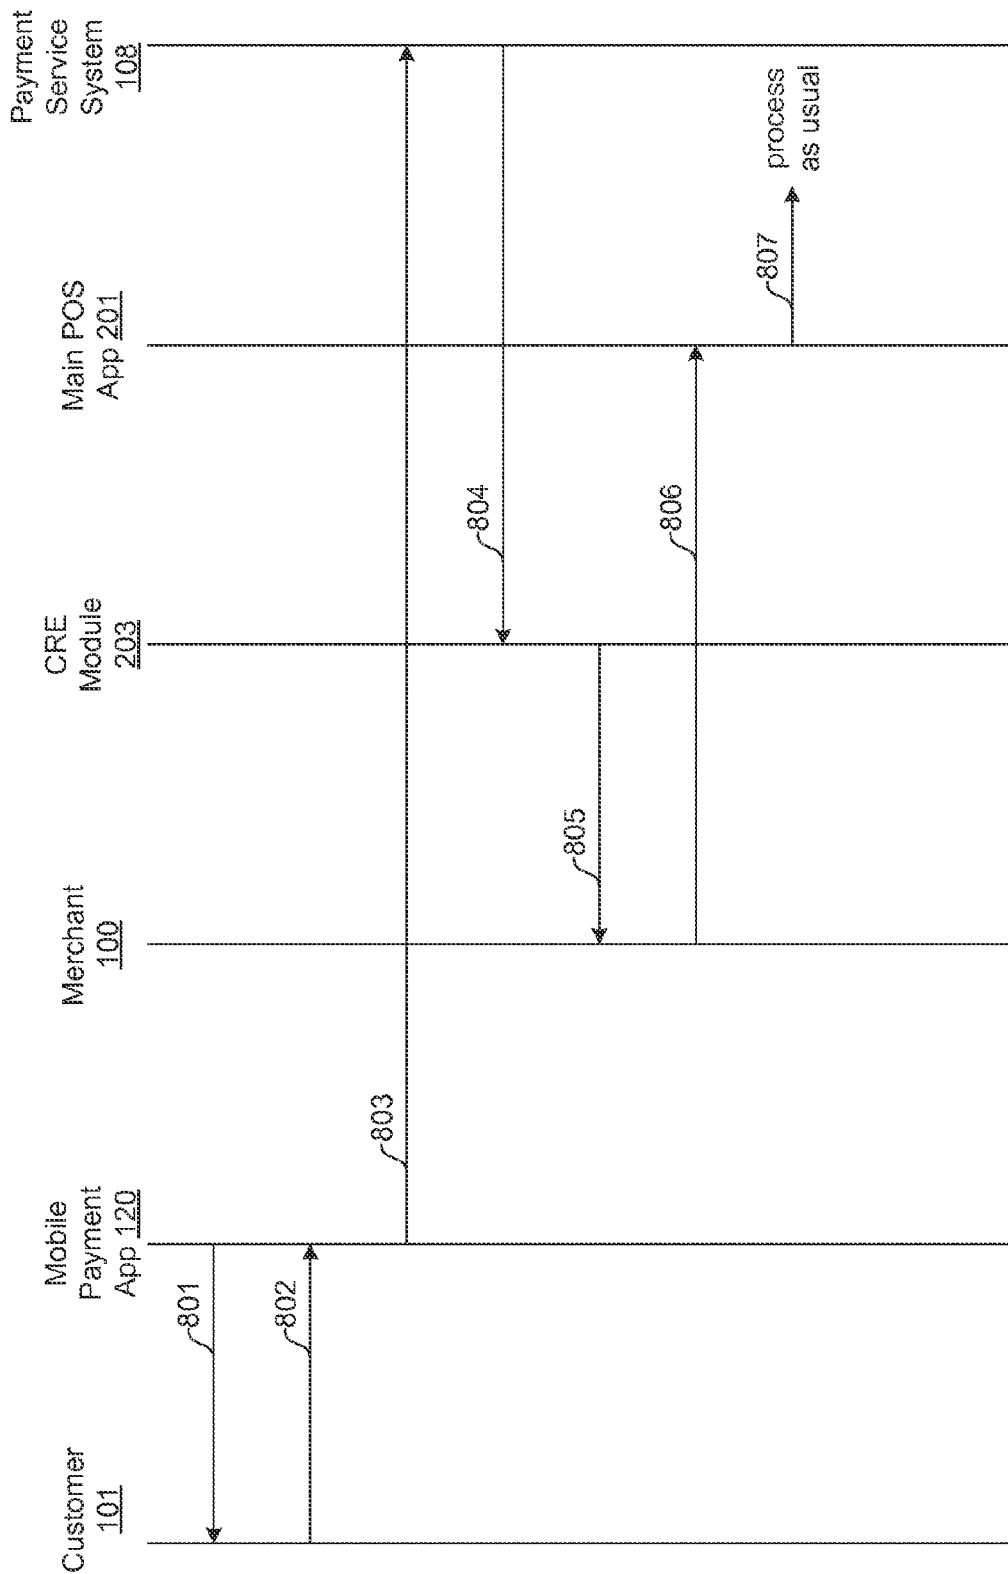 Customer
101
Mobile
Payment
App 120
Merchant
100
CRE
Module
203
Main POS
App 201
Payment
Service
System
108
801
802
803
804
805
806
807
process
as usual